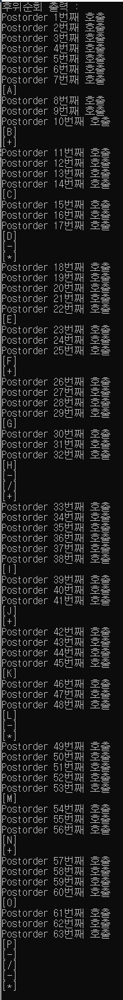 후위순회 출력 :
Postorder 1번째 호출
Postorder 2번째 호출
Postorder 3번째 호출
Postorder 4번째 호출
Postorder 5번째 호출
Postorder 6번째 호출
Postorder 7번째 호출
[A]
Postorder 8번째 호출
Postorder 9번째 호출
Postorder 10번째 호출
[B]
[+]
Postorder 11번째 호출
Postorder 12번째 호출
Postorder 13번째 호출
Postorder 14번째 호출
[C]
Postorder 15번째 호출
Postorder 16번째 호출
Postorder 17번째 호출
[D]
[-]
[*]
Postorder 18번째 호출
Postorder 19번째 호출
Postorder 20번째 호출
Postorder 21번째 호출
Postorder 22번째 호출
[E]
Postorder 23번째 호출
Postorder 24번째 호출
Postorder 25번째 호출
[F]
[+]
Postorder 26번째 호출
Postorder 27번째 호출
Postorder 28번째 호출
Postorder 29번째 호출
[G]
Postorder 30번째 호출
Postorder 31번째 호출
Postorder 32번째 호출
[H]
[-]
[/]
[+]
Postorder 33번째 호출
Postorder 34번째 호출
Postorder 35번째 호출
Postorder 36번째 호출
Postorder 37번째 호출
Postorder 38번째 호출
[I]
Postorder 39번째 호출
Postorder 40번째 호출
Postorder 41번째 호출
[J]
[+]
Postorder 42번째 호출
Postorder 43번째 호출
Postorder 44번째 호출
Postorder 45번째 호출
[K]
Postorder 46번째 호출
Postorder 47번째 호출
Postorder 48번째 호출
[L]
[-]
[*]
Postorder 49번째 호출
Postorder 50번째 호출
Postorder 51번째 호출
Postorder 52번째 호출
Postorder 53번째 호출
[M]
Postorder 54번째 호출
Postorder 55번째 호출
Postorder 56번째 호출
[N]
[+]
Postorder 57번째 호출
Postorder 58번째 호출
Postorder 59번째 호출
Postorder 60번째 호출
[O]
Postorder 61번째 호출
Postorder 62번째 호출
Postorder 63번째 호출
[P]
[-]
[/]
[-]
[*]